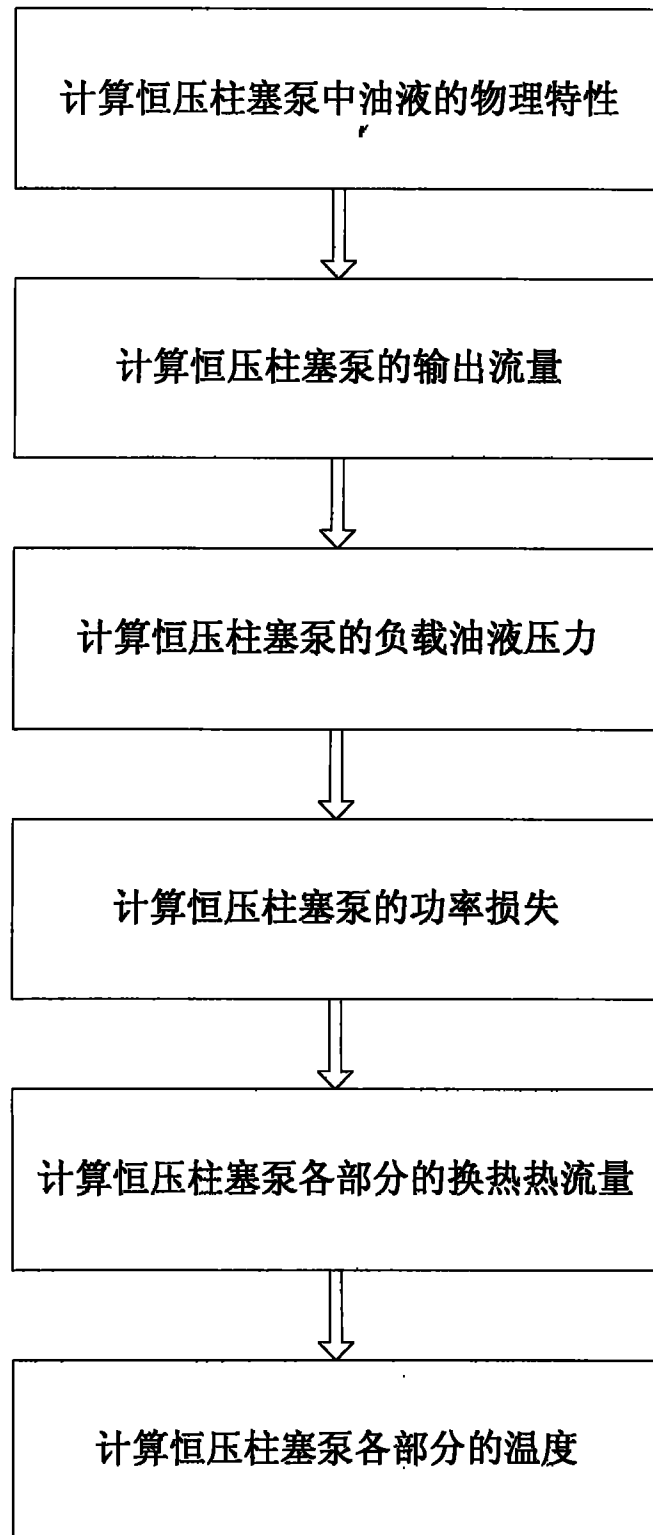 计算恒压柱塞泵中油液的物理特性
计算恒压柱塞泵的输出流量
计算恒压柱塞泵的负载油液压力
计算恒压柱塞泵的功率损失
计算恒压柱塞泵各部分的换热热流量
计算恒压柱塞泵各部分的温度